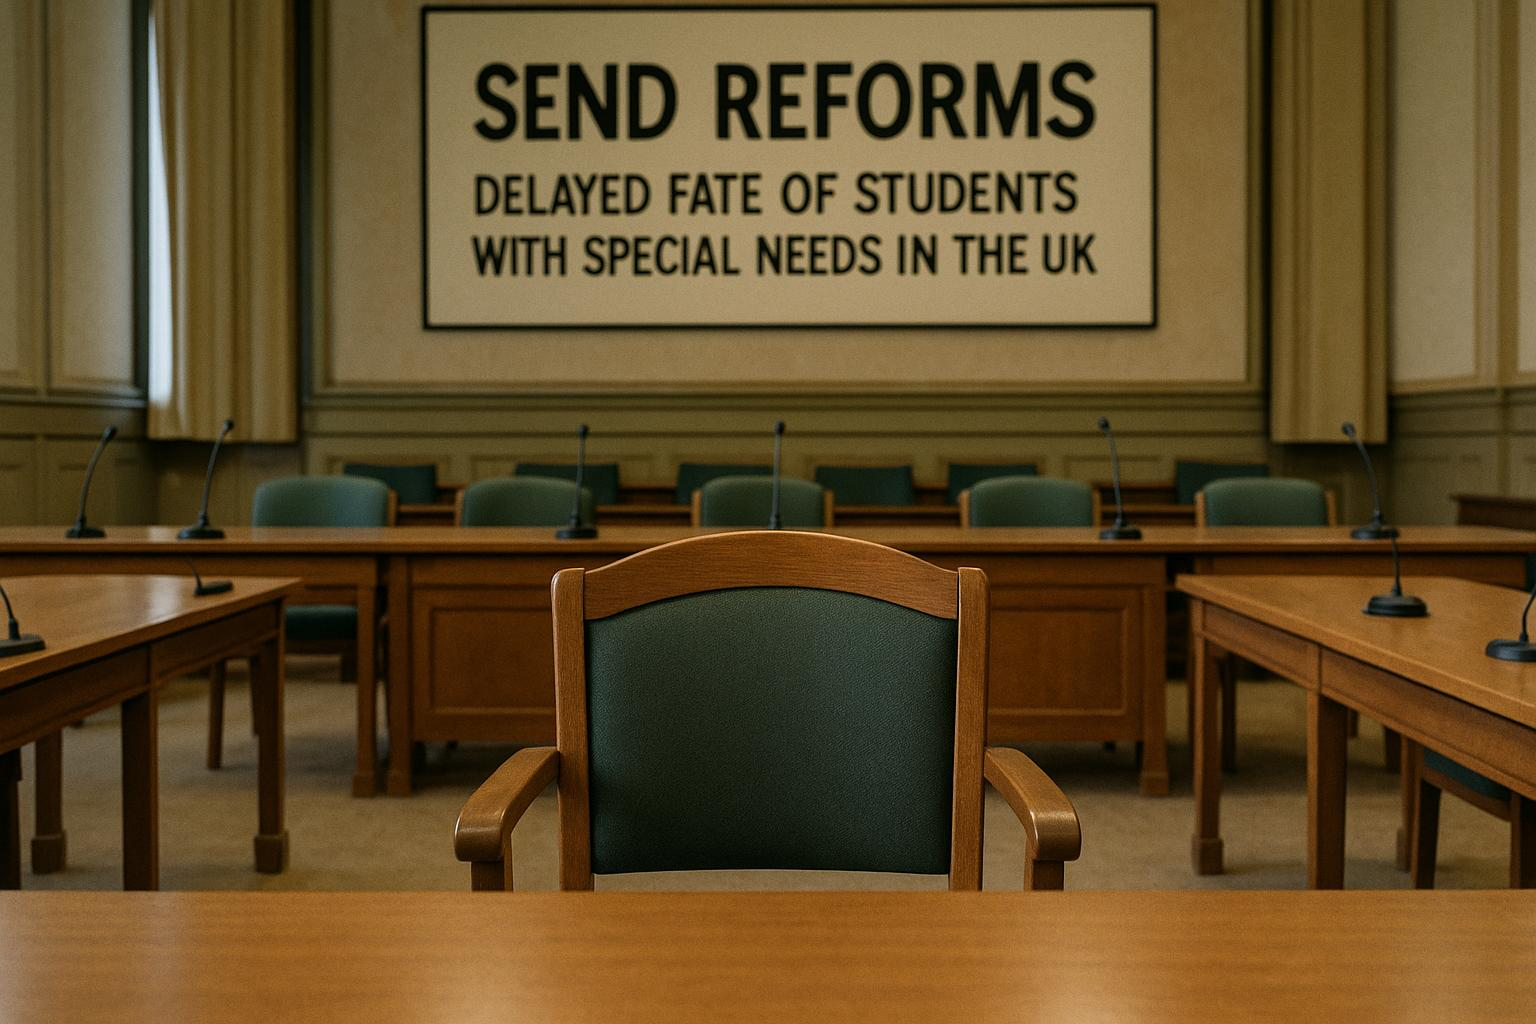 SEND REFORMS
DELAYED FATE OF STUDENTS
WITH SPECIAL NEEDS IN THE UK